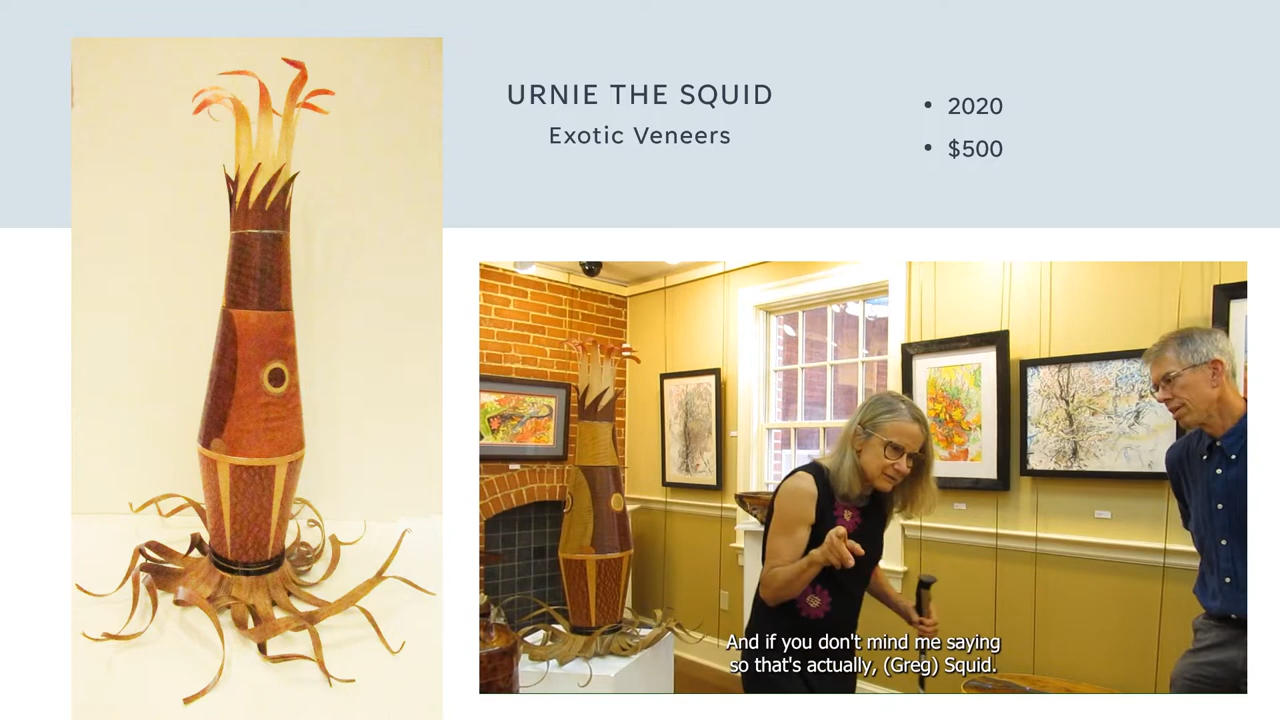 URNIE THE SQUID
Exotic Veneers
• 2020
• $500
And if you don't mind me saying
so that's actually, (Greg) Squid.